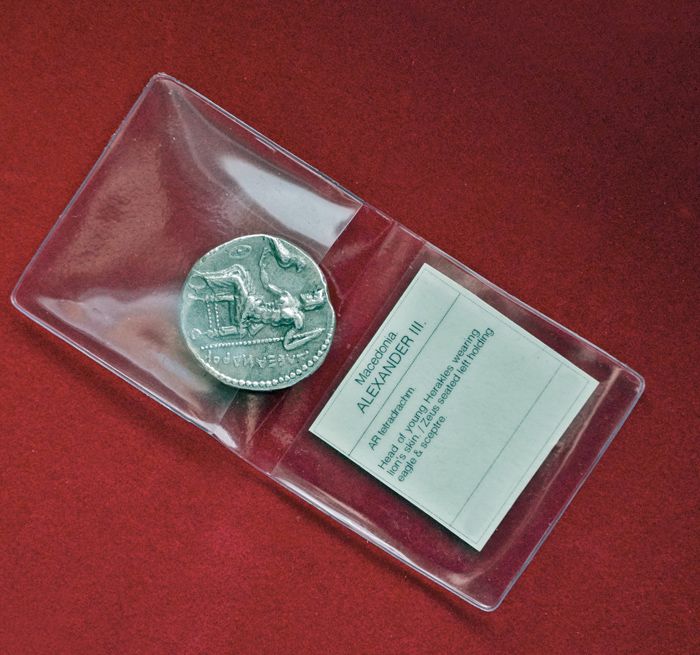 Macedonia.
ALEXANDER III.
AR tetradrachm.
Head of young Herakles wearing
lion's skin / Zeus seated left holding
eagle & sceptre.
ΑΛΕΞΑΝΔΡΟΥ